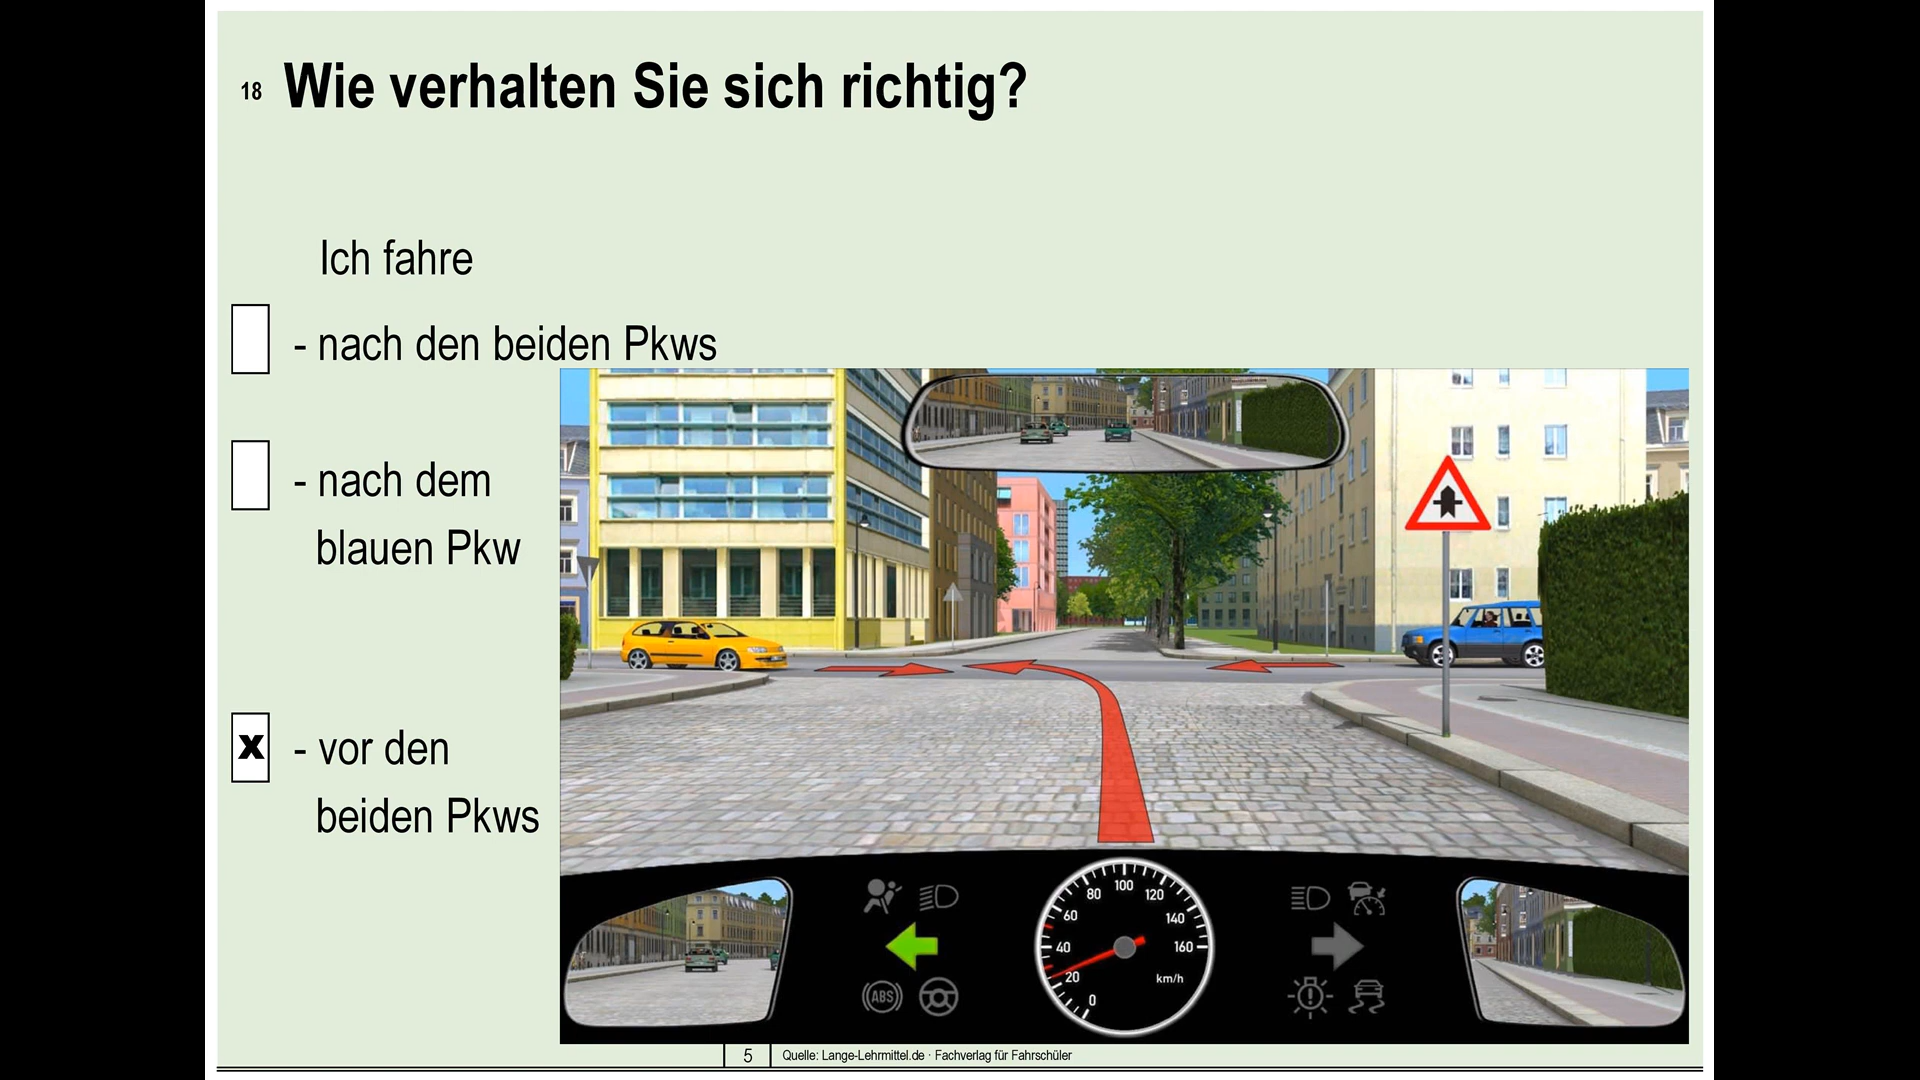 18 Wie verhalten Sie sich richtig?
Ich fahre
- nach den beiden Pkws
- nach dem
blauen Pkw
x - vor den
beiden Pkws
0 20 40 60 80 100 120 140 160
km/h
ABS
5 Quelle: Lange-Lehrmittel.de · Fachverlag für Fahrschüler